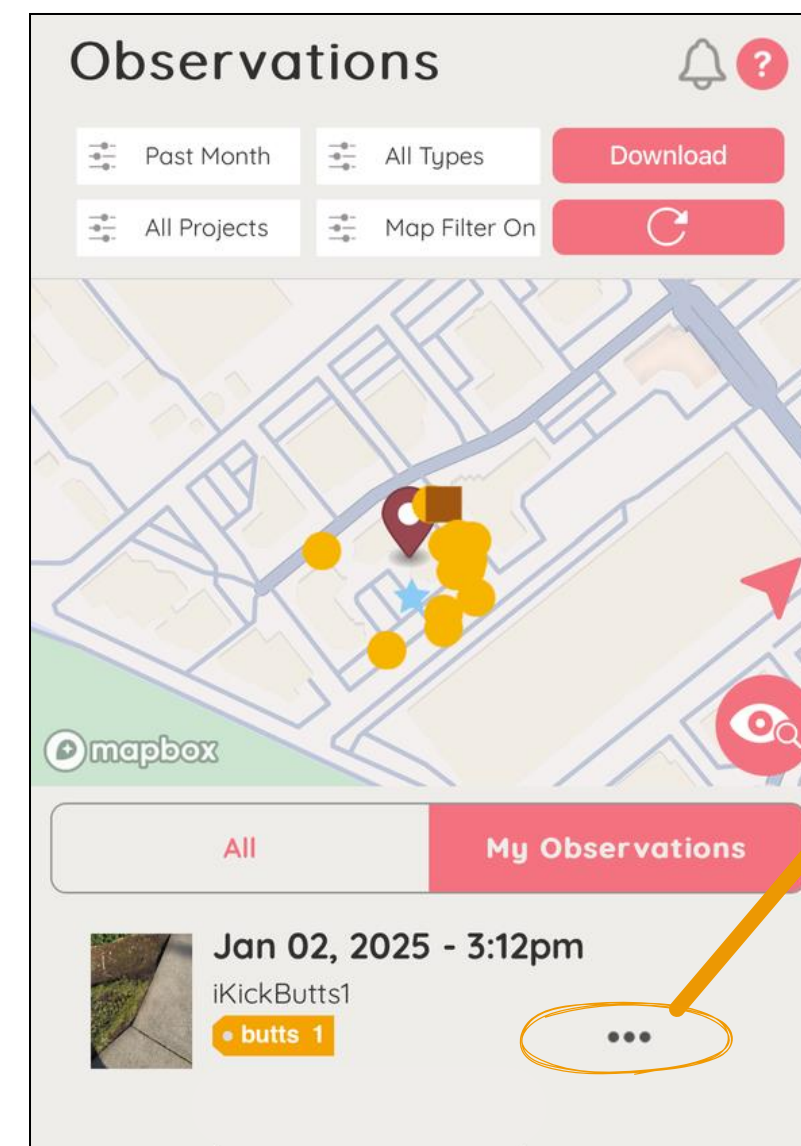 Observations
?
Past Month
All Types
Download
All Projects
Map Filter On
mapbox
All
My Observations
Jan 02, 2025 - 3:12pm
iKickButts1
butts 1